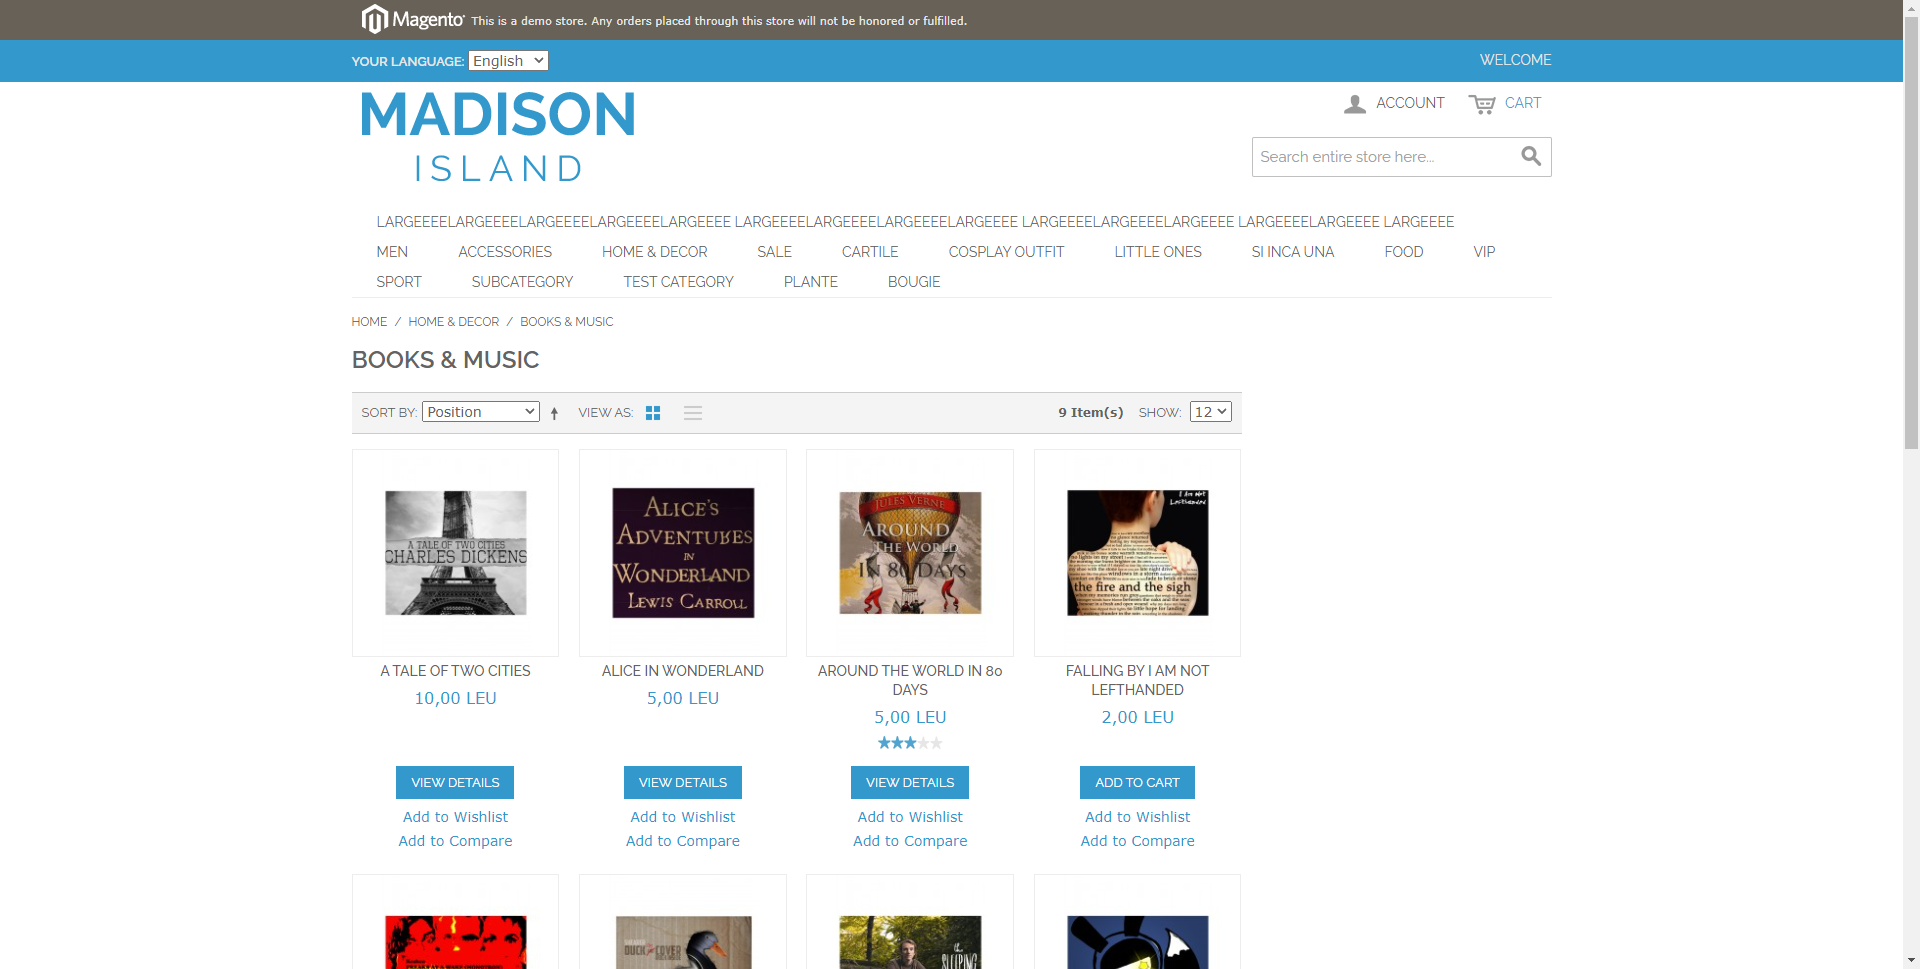 Magento This is a demo store. Any orders placed through this store will not be honored or fulfilled.
YOUR LANGUAGE: English
WELCOME
MADISON
ISLAND
ACCOUNT CART
Search entire store here...
LARGEEEELARGEEEELARGEEEELARGEEEELARGEEEE LARGEEEELARGEEEELARGEEEELARGEEEE LARGEEEELARGEEEELARGEEEE LARGEEEELARGEEEE LARGEEEE
MEN ACCESSORIES HOME & DECOR SALE CARTILE COSPLAY OUTFIT LITTLE ONES SI INCA UNA FOOD VIP
SPORT SUBCATEGORY TEST CATEGORY PLANTE BOUGIE
HOME / HOME & DECOR / BOOKS & MUSIC
BOOKS & MUSIC
SORT BY: Position VIEW AS: 9 Item(s) SHOW: 12
A TALE OF TWO CITIES
CHARLES DICKENS
ALICE'S
ADVENTURES
IN
WONDERLAND
LEWIS CARROLL
JULES VERNE
AROUND
THE WORLD
IN 80 DAYS
I Am Not
Lefthanded
the fire and the sigh
A TALE OF TWO CITIES
10,00 LEU
ALICE IN WONDERLAND
5,00 LEU
AROUND THE WORLD IN 80
DAYS
5,00 LEU
FALLING BY I AM NOT
LEFTHANDED
2,00 LEU
VIEW DETAILS VIEW DETAILS VIEW DETAILS ADD TO CART
Add to Wishlist Add to Wishlist Add to Wishlist Add to Wishlist
Add to Compare Add to Compare Add to Compare Add to Compare
DUCK COVER
the
SLEEPING